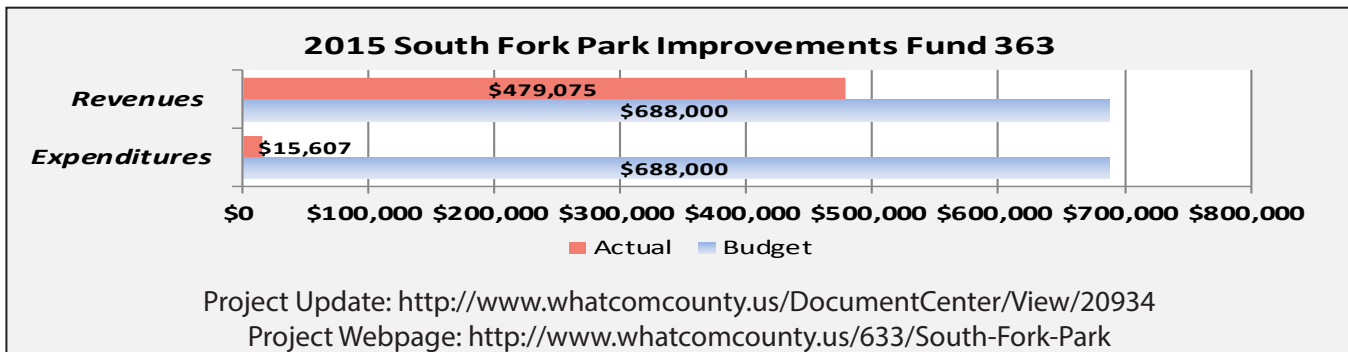 2015 South Fork Park Improvements Fund 363
Revenues
$479,075
$688,000
Expenditures
$15,607
$688,000
$0 $100,000 $200,000 $300,000 $400,000 $500,000 $600,000 $700,000 $800,000
Actual Budget
Project Update: http://www.whatcomcounty.us/DocumentCenter/View/20934
Project Webpage: http://www.whatcomcounty.us/633/South-Fork-Park